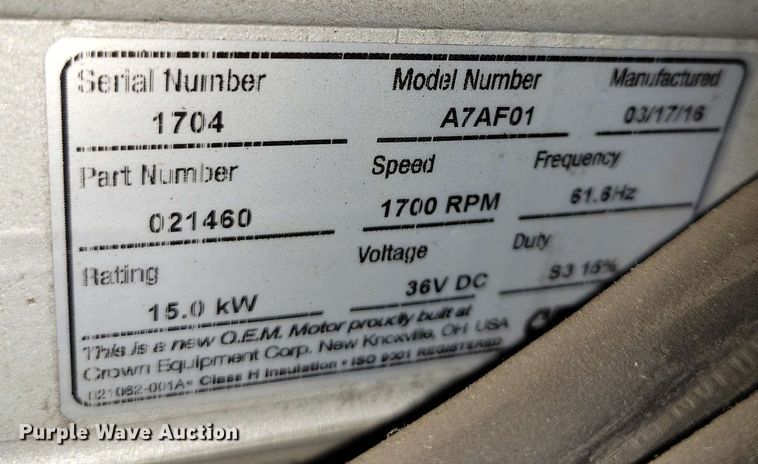 Serial Number Model Number Manufactured
1704 A7AF01 03/17/16
Part Number Speed Frequency
021460 1700 RPM 61.6Hz
Rating Voltage Duty
15.0 kW 36V DC S3 15%
This is a new O.E.M. Motor proudly built at
Crown Equipment Corp. New Knoxville, OH USA
021062-001A• Class H Insulation • ISO 9001 REGISTERED
Purple Wave Auction